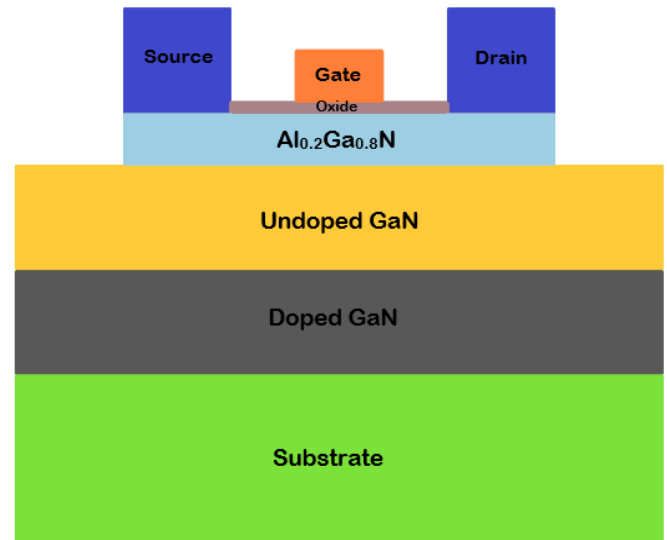 Source
Gate
Drain
Oxide
Al₀.₂Ga₀.₈N
Undoped GaN
Doped GaN
Substrate